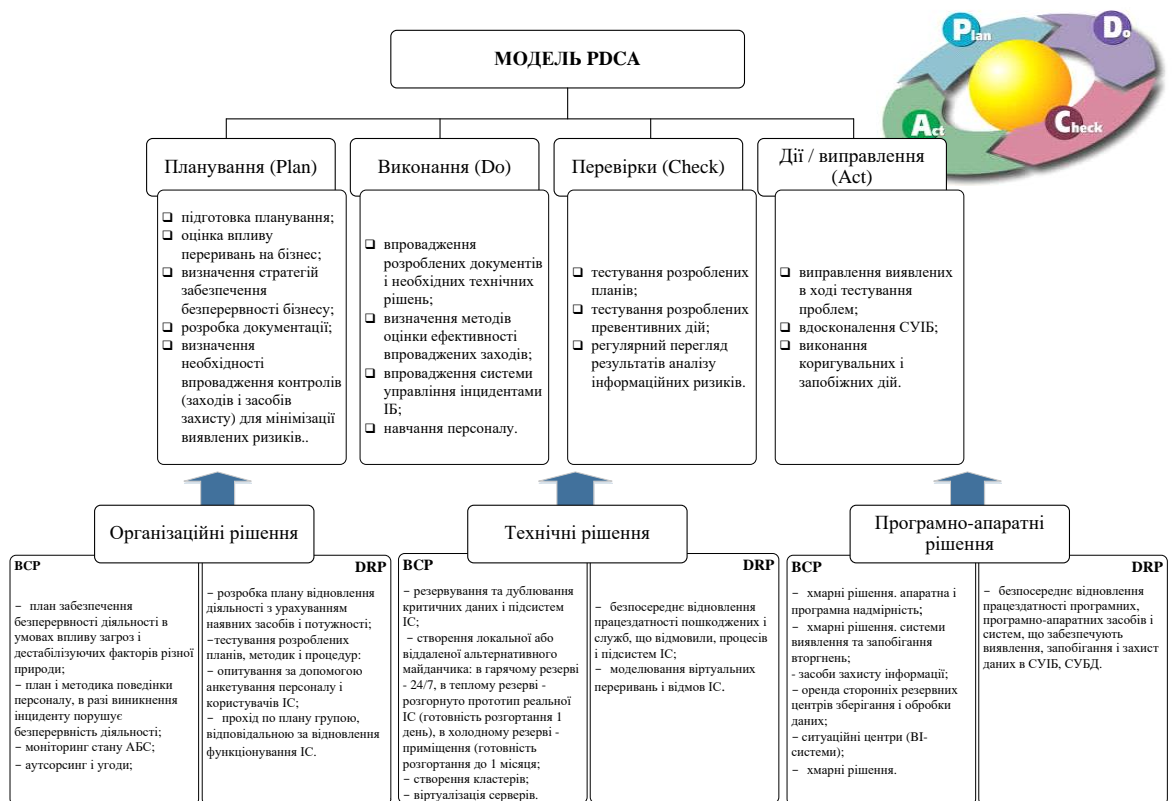 МОДЕЛЬ PDCA
Plan
Do
Act
Check
Планування (Plan)
Виконання (Do)
Перевірки (Check)
Дії / виправлення
(Act)
❑ підготовка планування;
❑ оцінка впливу
переривань на бізнес;
❑ визначення стратегій
забезпечення
безперервності бізнесу;
❑ розробка документації;
❑ визначення
необхідності
впровадження контролів
(заходів і засобів
захисту) для мінімізації
виявлених ризиків..
❑ впровадження
розроблених документів
і необхідних технічних
рішень;
❑ визначення методів
оцінки ефективності
впроваджених заходів;
❑ впровадження системи
управління інцидентами
ІБ;
❑ навчання персоналу.
❑ тестування розроблених
планів;
❑ тестування розроблених
превентивних дій;
❑ регулярний перегляд
результатів аналізу
інформаційних ризиків.
❑ виправлення виявлених
в ході тестування
проблем;
❑ вдосконалення СУІБ;
❑ виконання
коригувальних і
запобіжних дій.
Організаційні рішення
BCP
– план забезпечення
безперервності діяльності в
умовах впливу загроз і
дестабілізуючих факторів різної
природи;
– план і методика поведінки
персоналу, в разі виникнення
інциденту порушує
безперервність діяльності;
– моніторинг стану АБС;
– аутсорсинг і угоди;
DRP
– розробка плану відновлення
діяльності з урахуванням
наявних засобів і потужності;
–тестування розроблених
планів, методик і процедур:
– опитування за допомогою
анкетування персоналу і
користувачів ІС;
– прохід по плану групою,
відповідальною за відновлення
функціонування ІС.
Технічні рішення
BCP
– резервування та дублювання
критичних даних і підсистем
ІС;
– створення локальної або
віддаленої альтернативного
майданчика: в гарячому резерві
- 24/7, в теплому резерві -
розгорнуто прототип реальної
ІС (готовність розгортання 1
день), в холодному резерві -
приміщення (готовність
розгортання до 1 місяця;
– створення кластерів;
– віртуалізація серверів.
DRP
– безпосереднє відновлення
працездатності пошкоджених
і служб, що відмовили, процесів
і підсистем ІС;
– моделювання віртуальних
переривань і відмов ІС.
Програмно-апаратні
рішення
BCP
– хмарні рішення. апаратна і
програмна надмірність;
– хмарні рішення. системи
виявлення та запобігання
вторгнень;
- засоби захисту інформації;
– оренда сторонніх резервних
центрів зберігання і обробки
даних;
– ситуаційні центри (BI-
системи);
– хмарні рішення.
DRP
– безпосереднє відновлення
працездатності програмних,
програмно-апаратних засобів і
систем, що забезпечують
виявлення, запобігання і захист
даних в СУІБ, СУБД.